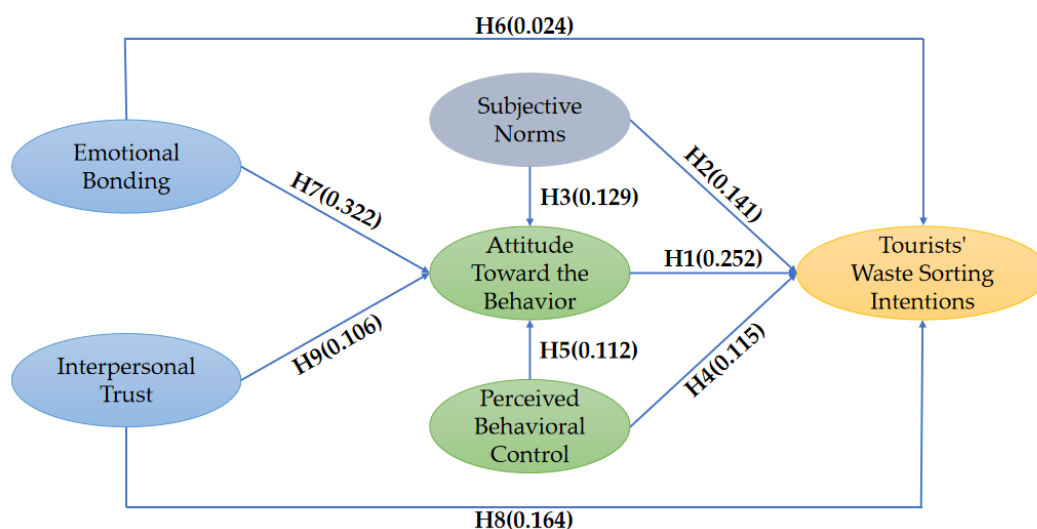 H6(0.024)
Subjective
Norms
Emotional
Bonding
H7(0.322)
H2(0.141)
H3(0.129)
Attitude
Toward the
Behavior
H1(0.252)
Tourists'
Waste Sorting
Intentions
H9(0.106)
H5(0.112)
H4(0.115)
Interpersonal
Trust
Perceived
Behavioral
Control
H8(0.164)